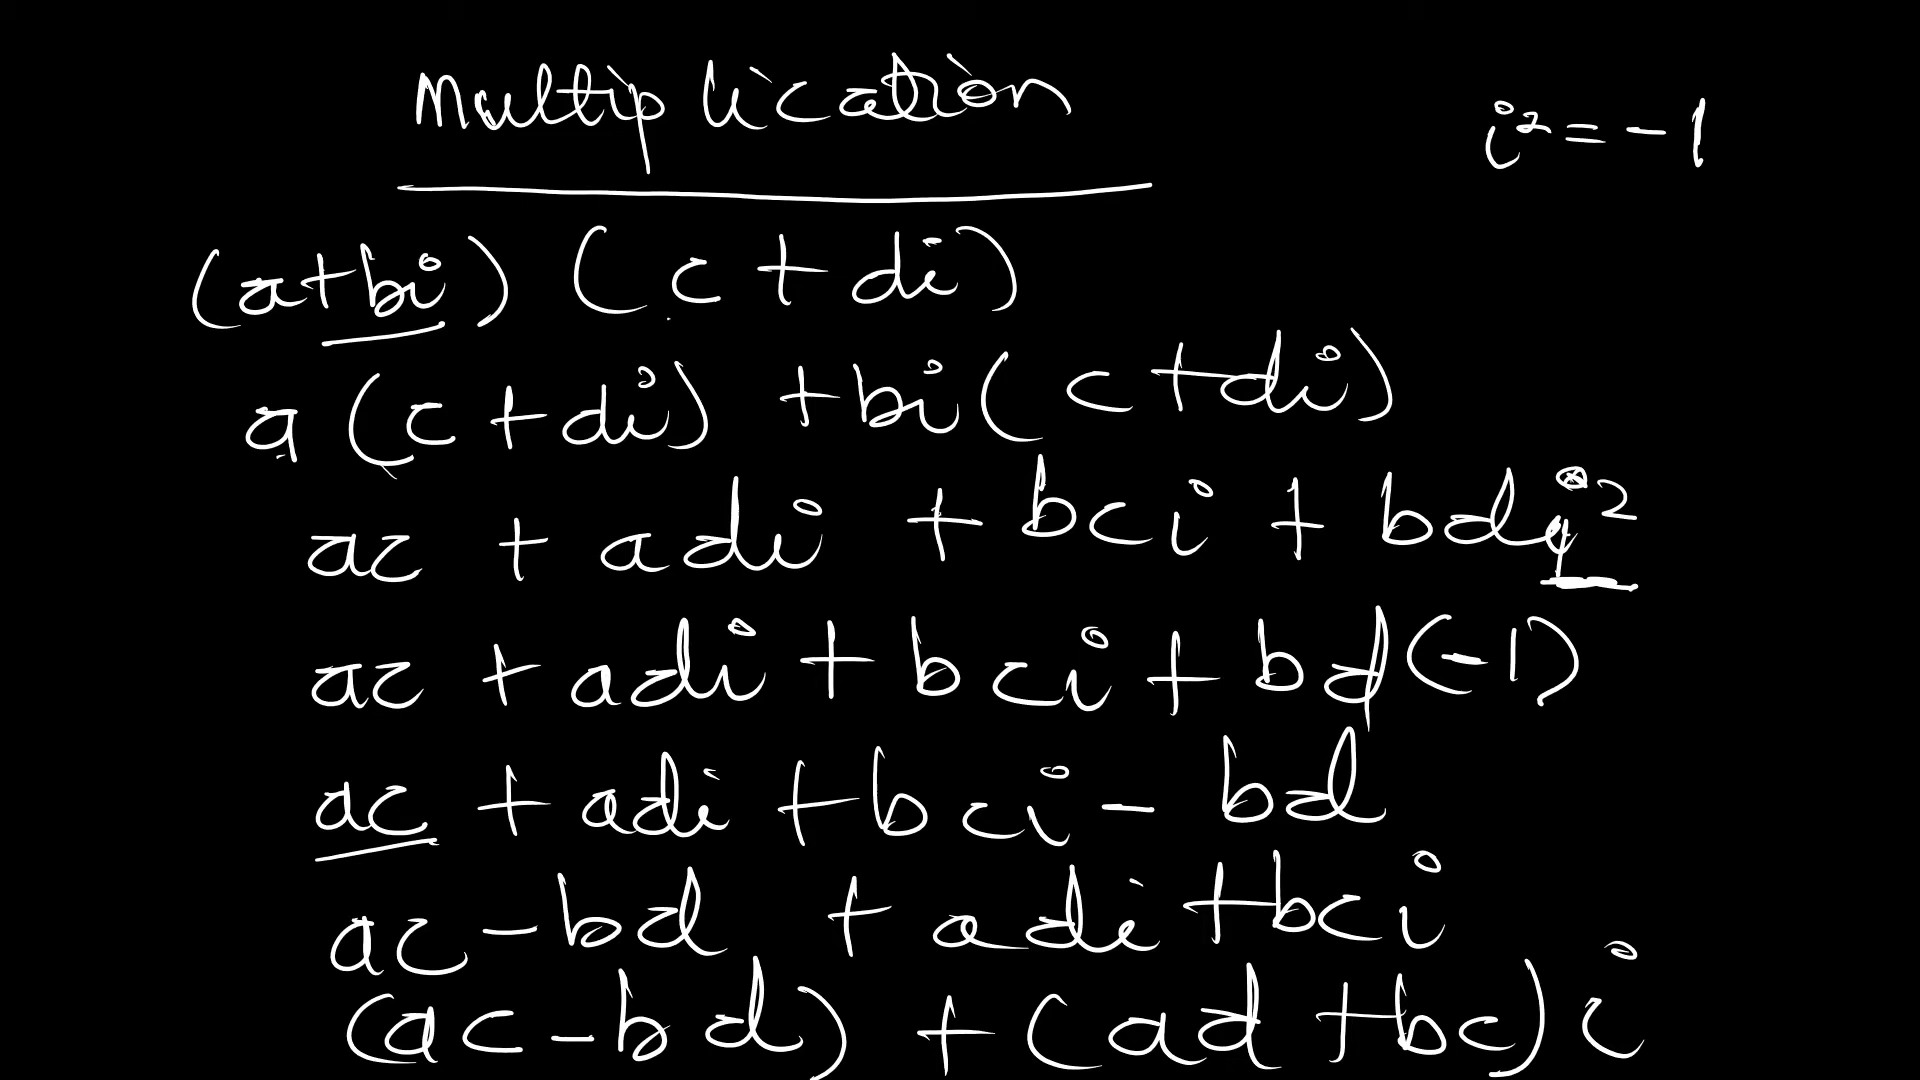 Multiplication
i² = -1
(a+bi) (c + di)
a (c + di) + bi (c + di)
ac + adi + bci + bdi²
ac + adi + bci + bd(-1)
ac + adi + bci - bd
ac - bd + adi + bci
(ac - bd) + (ad + bc) i